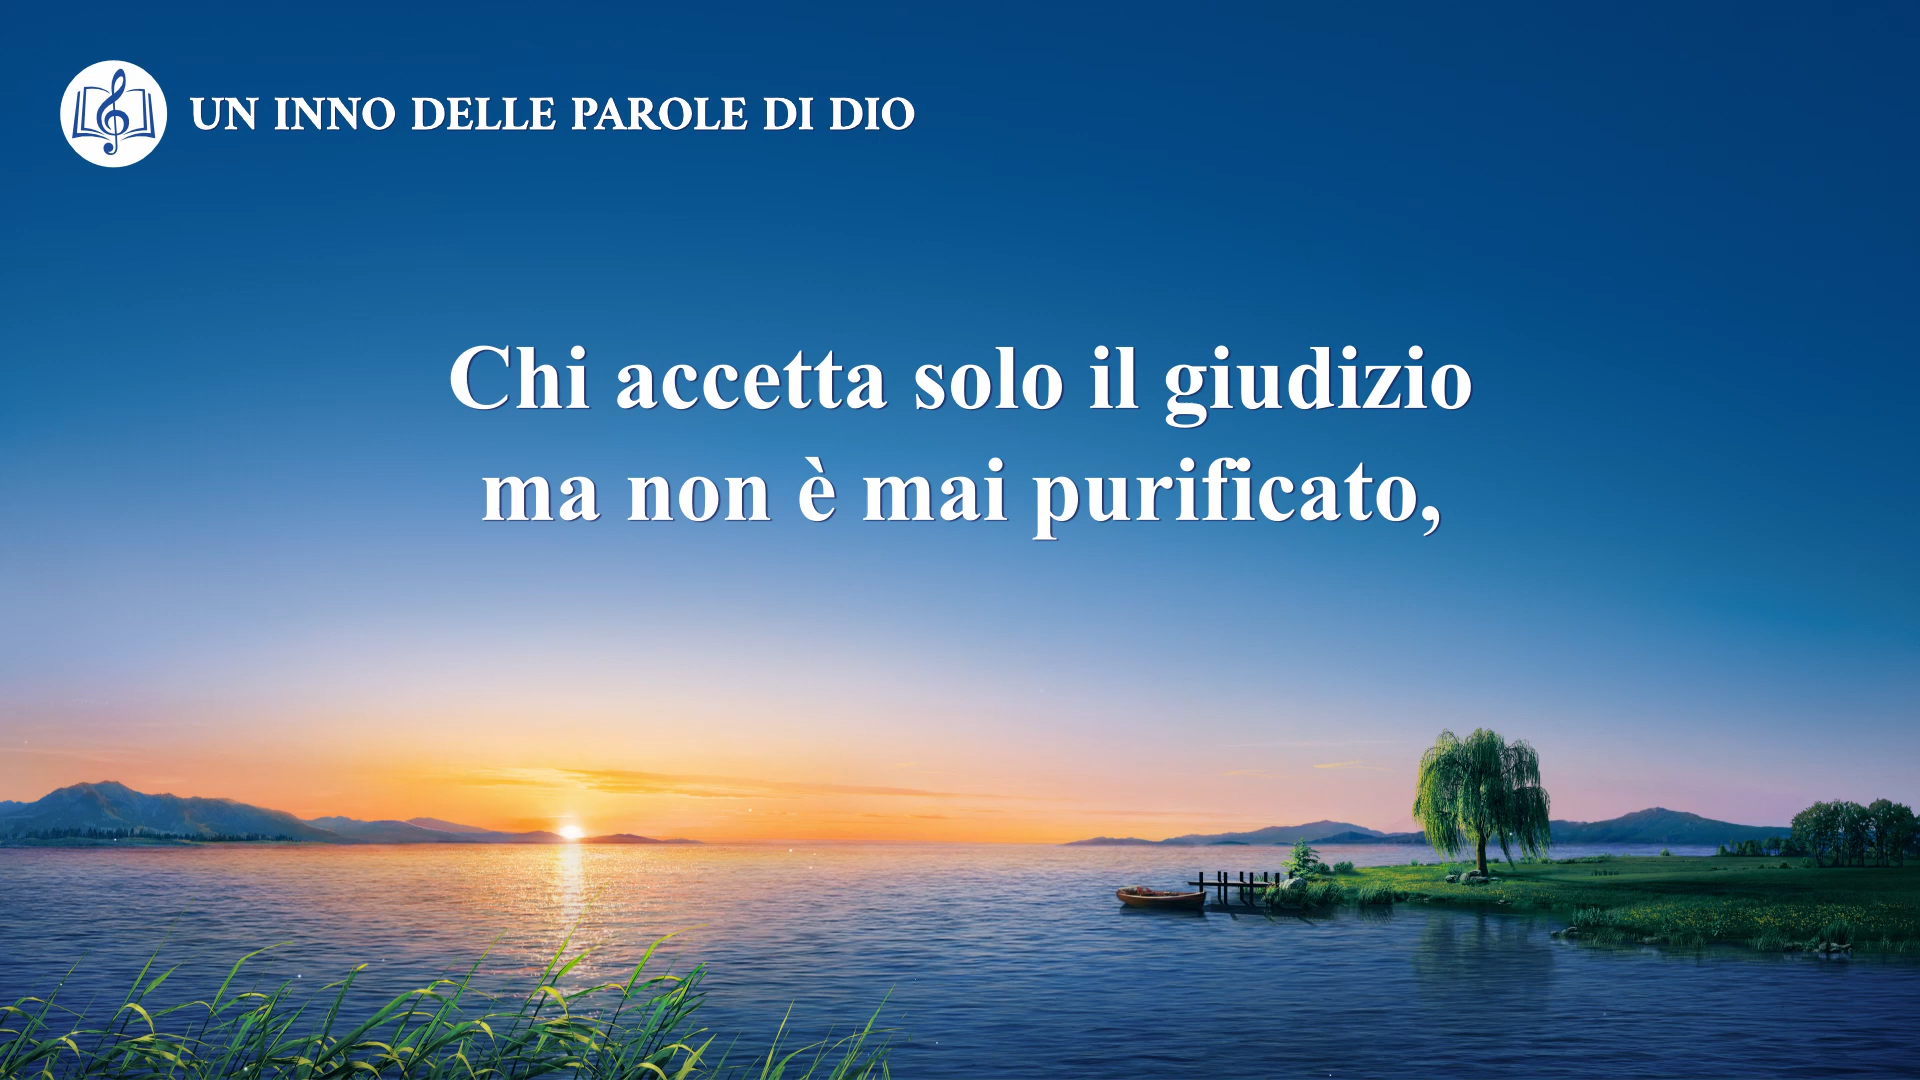 UN INNO DELLE PAROLE DI DIO
Chi accetta solo il giudizio
ma non è mai purificato,